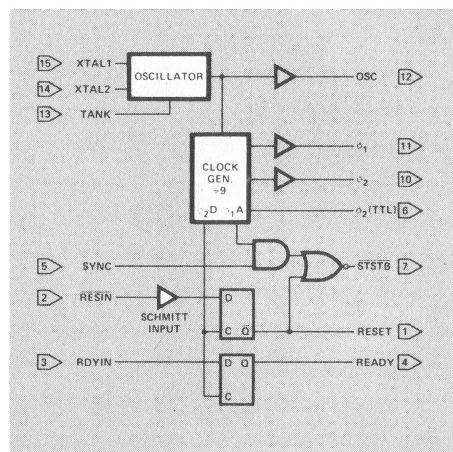 15 XTAL1
OSCILLATOR
OSC 12
14 XTAL2
13 TANK
CLOCK
GEN.
÷9
ϕ1 11
ϕ2 10
ϕ2D ϕ1A
ϕ2(TTL) 6
5 SYNC
STSTB 7
2 RESIN
SCHMITT
INPUT
D
C Q
RESET 1
3 RDYIN
D Q
READY 4
C